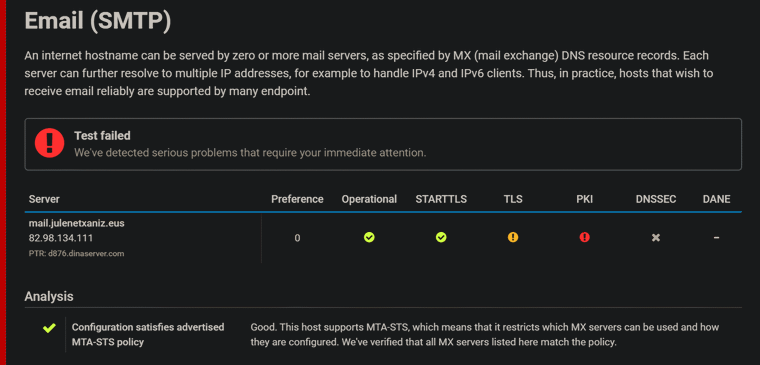 Email (SMTP)
An internet hostname can be served by zero or more mail servers, as specified by MX (mail exchange) DNS resource records. Each
server can further resolve to multiple IP addresses, for example to handle IPv4 and IPv6 clients. Thus, in practice, hosts that wish to
receive email reliably are supported by many endpoint.
Test failed
We've detected serious problems that require your immediate attention.
Server Preference Operational STARTTLS TLS PKI DNSSEC DANE
mail.julenetxaniz.eus
82.98.134.111 0 –
PTR: d876.dinaserver.com
Analysis
Configuration satisfies advertised Good. This host supports MTA-STS, which means that it restricts which MX servers can be used and how
MTA-STS policy they are configured. We've verified that all MX servers listed here match the policy.